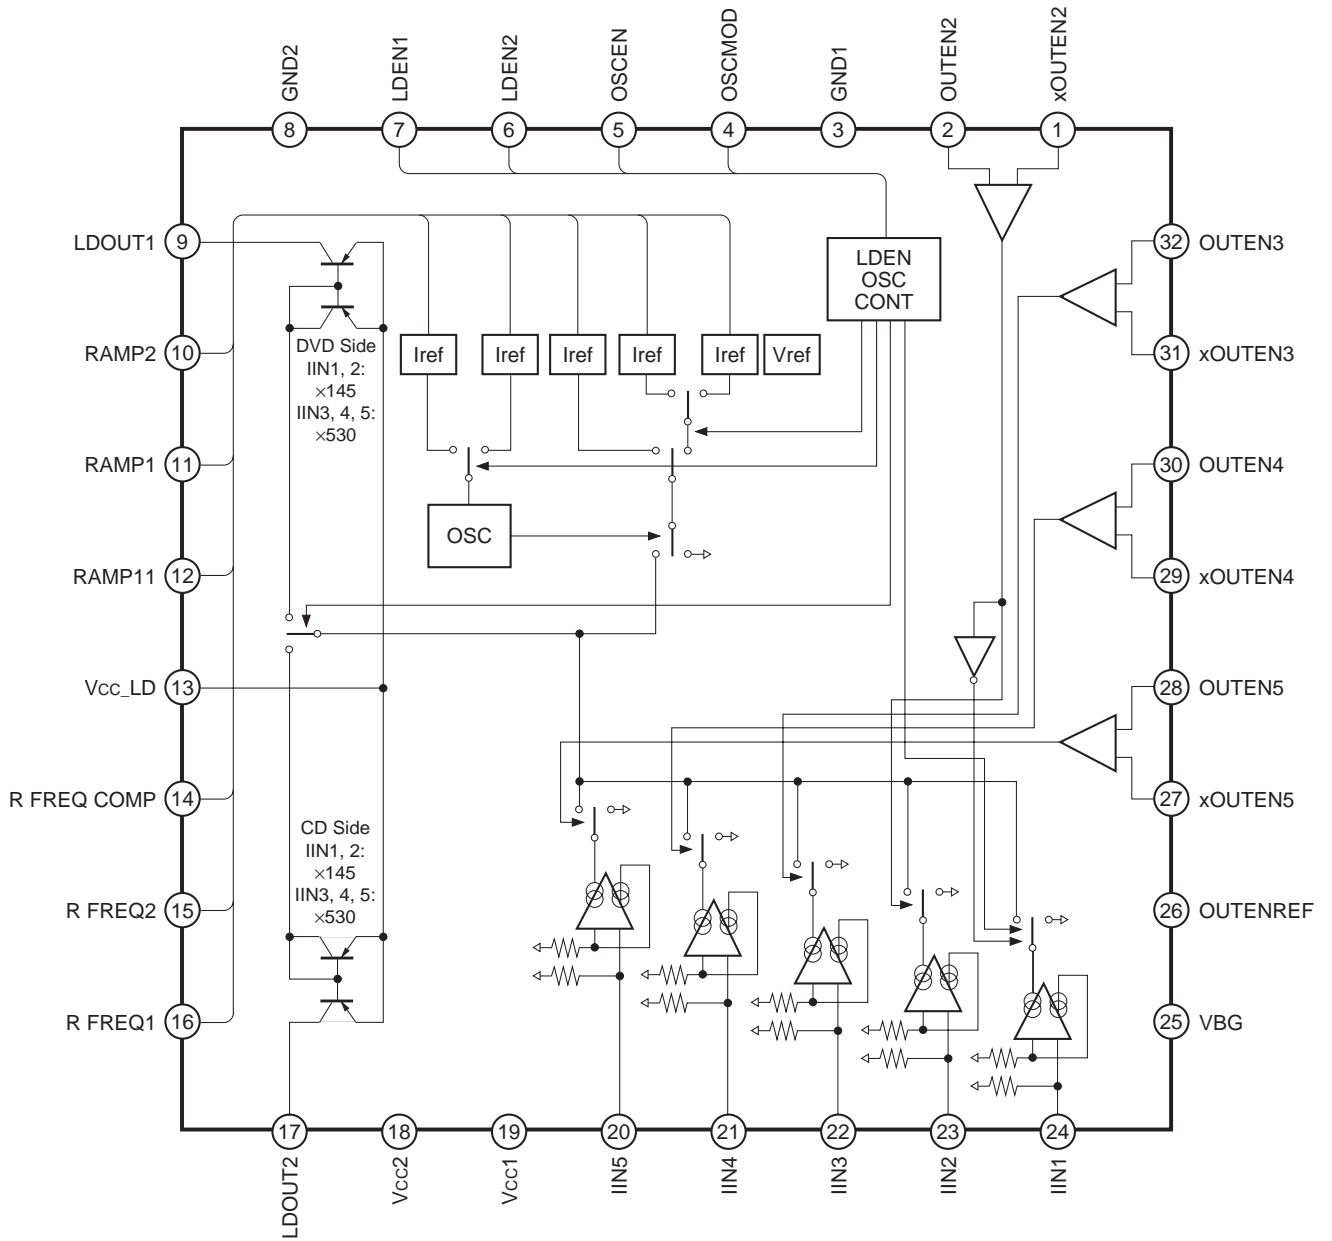 GND2
LDEN1
LDEN2
OSCEN
OSCMOD
GND1
OUTEN2
xOUTEN2
8
7
6
5
4
3
2
1
LDOUT1
9
32
OUTEN3
LDEN
OSC
CONT
RAMP2
10
DVD Side
IIN1, 2:
×145
IIN3, 4, 5:
×530
Iref
Iref
Iref
Iref
Iref
Vref
31
xOUTEN3
RAMP1
11
30
OUTEN4
OSC
RAMP11
12
29
xOUTEN4
Vcc_LD
13
28
OUTEN5
R FREQ COMP
14
27
xOUTEN5
CD Side
IIN1, 2:
×145
IIN3, 4, 5:
×530
R FREQ2
15
26
OUTENREF
R FREQ1
16
25
VBG
17
18
19
20
21
22
23
24
LDOUT2
Vcc2
Vcc1
IIN5
IIN4
IIN3
IIN2
IIN1